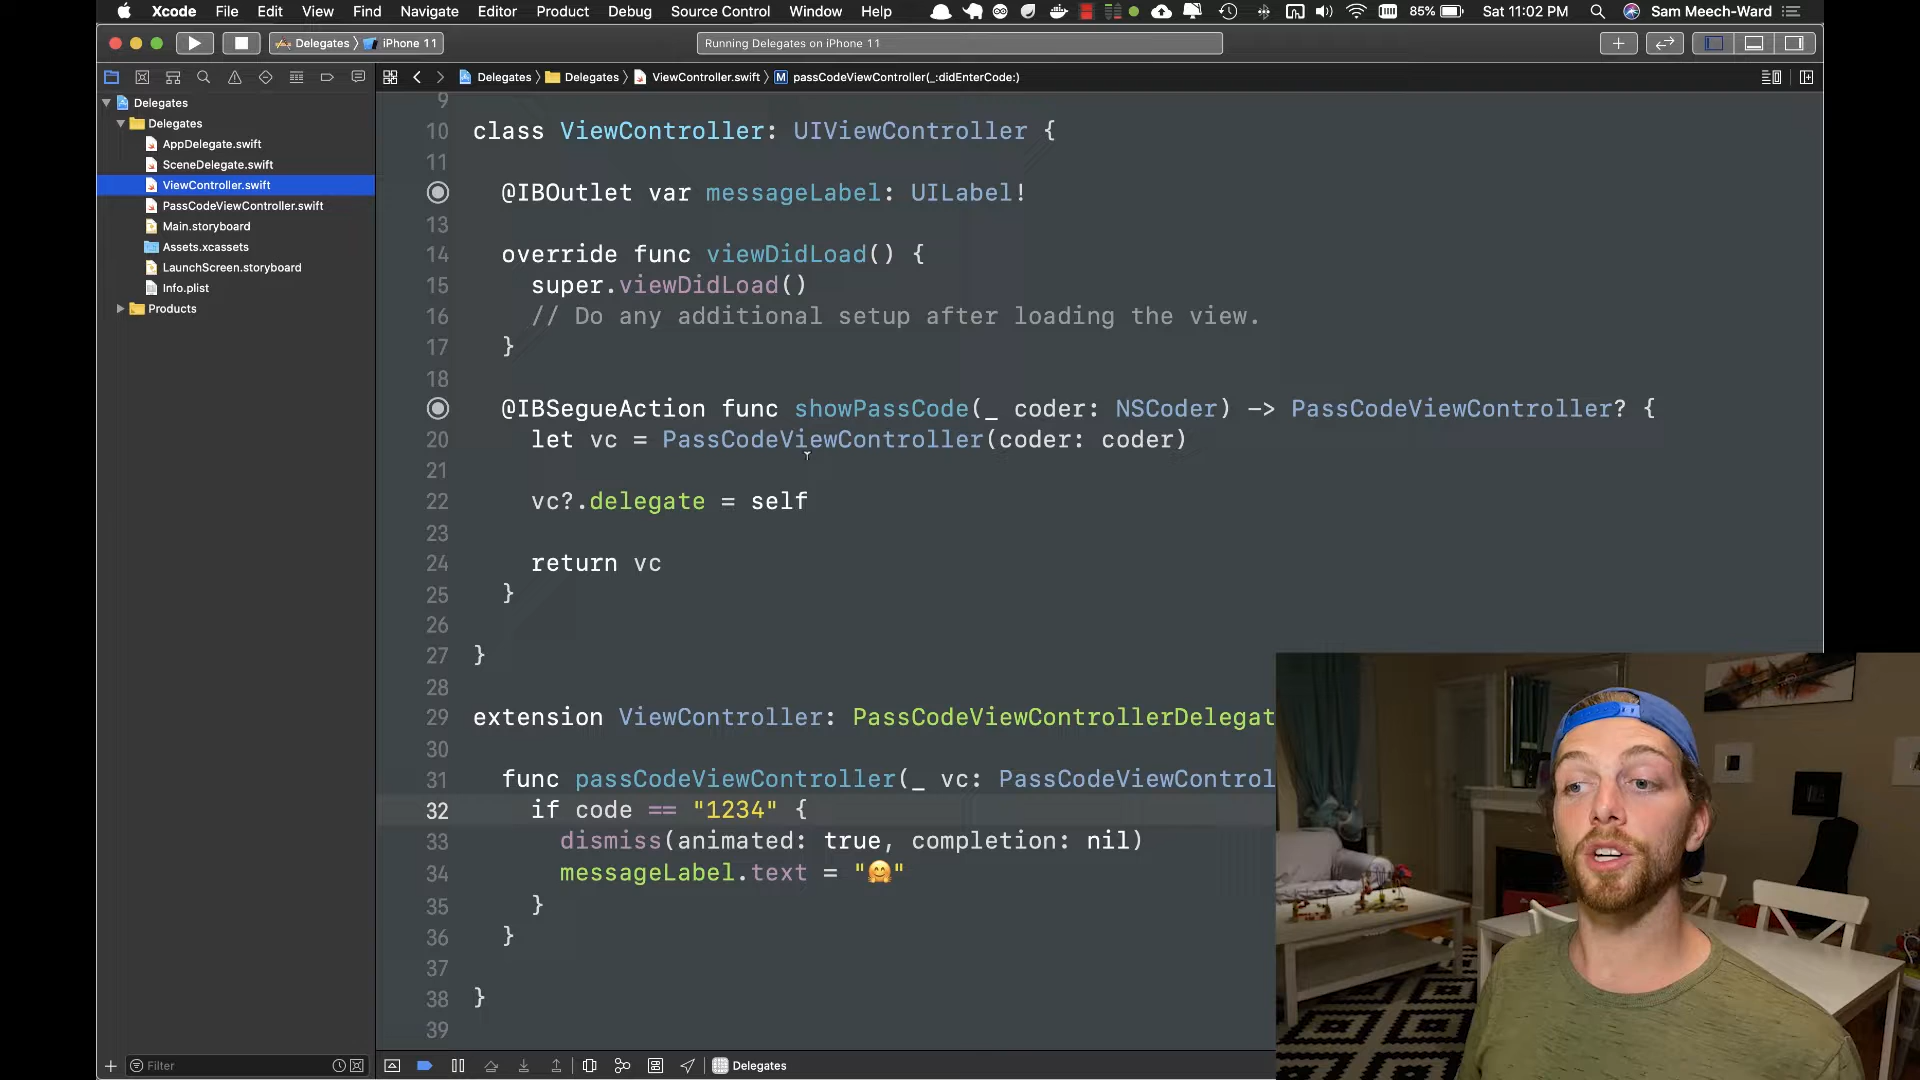 Xcode File Edit View Find Navigate Editor Product Debug Source Control Window Help 85% Sat 11:02 PM Sam Meech-Ward
Delegates iPhone 11
Running Delegates on iPhone 11
Delegates Delegates ViewController.swift M passCodeViewController(_:didEnterCode:)
Delegates
Delegates
AppDelegate.swift
SceneDelegate.swift
ViewController.swift
PassCodeViewController.swift
Main.storyboard
Assets.xcassets
LaunchScreen.storyboard
Info.plist
Products
9
10 class ViewController: UIViewController {
11
@IBOutlet var messageLabel: UILabel!
13
14 override func viewDidLoad() {
15 super.viewDidLoad()
16 // Do any additional setup after loading the view.
17 }
18
@IBSegueAction func showPassCode(_ coder: NSCoder) -> PassCodeViewController? {
20 let vc = PassCodeViewController(coder: coder)
21
22 vc?.delegate = self
23
24 return vc
25 }
26
27 }
28
29 extension ViewController: PassCodeViewControllerDelegat
30
31 func passCodeViewController(_ vc: PassCodeViewControl
32 if code == "1234" {
33 dismiss(animated: true, completion: nil)
34 messageLabel.text = "🤗"
35 }
36 }
37
38 }
39
Filter
Delegates